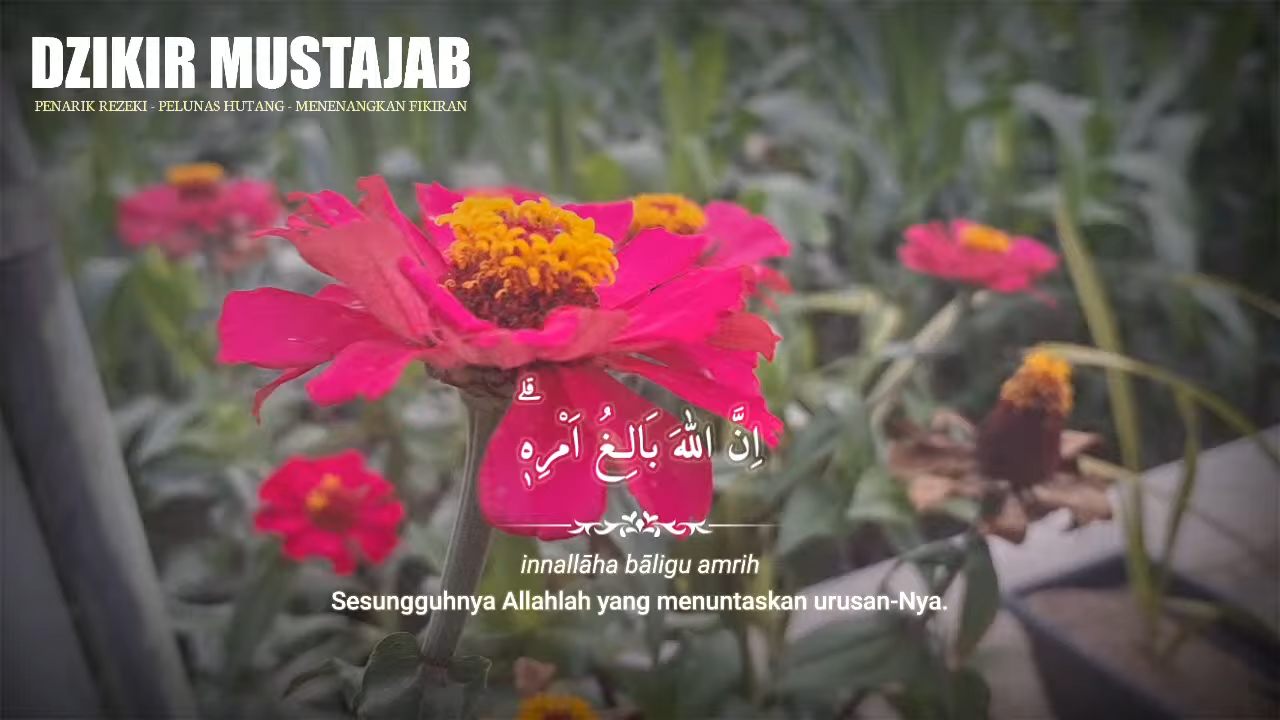 DZIKIR MUSTAJAB
PENARIK REZEKI - PELUNAS HUTANG - MENENANGKAN FIKIRAN
اِنَّ اللّٰهَ بَالِغُ اَمْرِهٖۗ
innallāha bāligu amrih
Sesungguhnya Allahlah yang menuntaskan urusan-Nya.